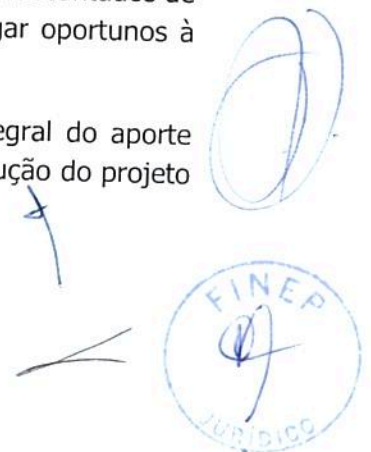 gar oportunos à
egral do aporte
ução do projeto
FINEP
JURÍDICO